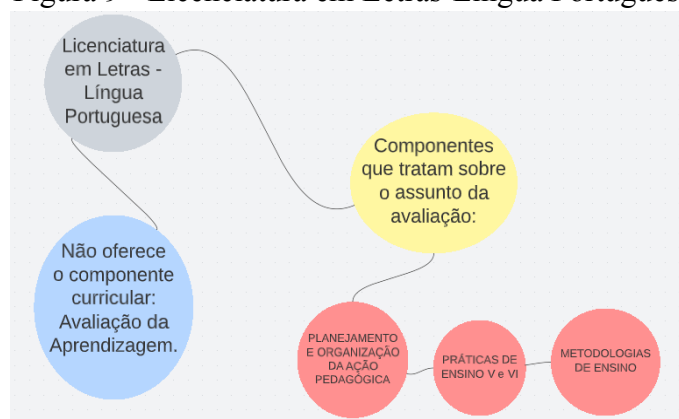 Licenciatura
em Letras -
Língua
Portuguesa
Componentes
que tratam sobre
o assunto da
avaliação:
Não oferece
o componente
curricular:
Avaliação da
Aprendizagem.
PLANEJAMENTO
E ORGANIZAÇÃO
DA AÇÃO
PEDAGÓGICA
PRÁTICAS DE
ENSINO V e VI
METODOLOGIAS
DE ENSINO